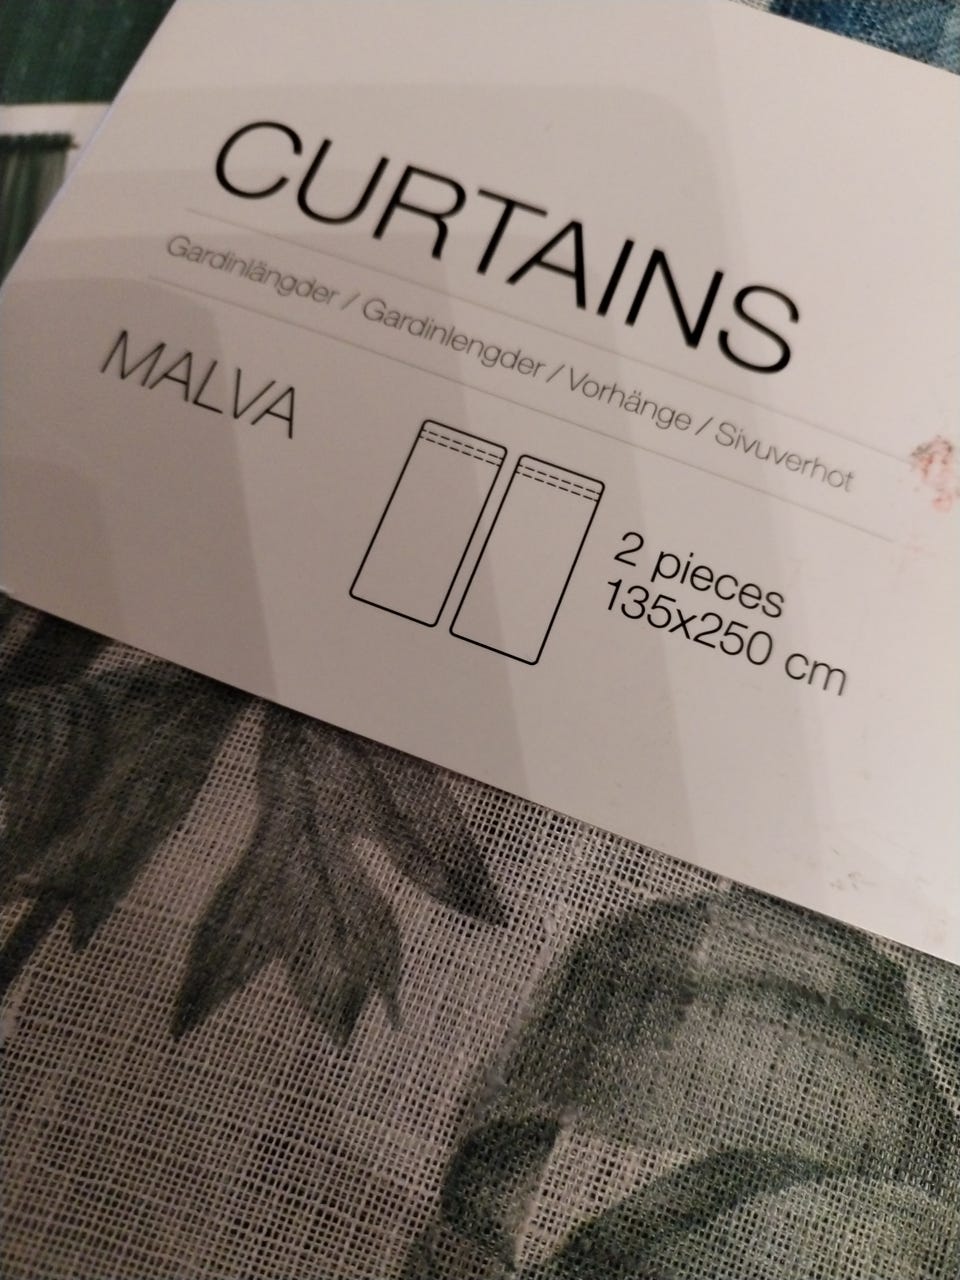 CURTAINS
Gardinlängder / Gardinlengder / Vorhänge / Sivuverhot
MALVA
2 pieces
135x250 cm